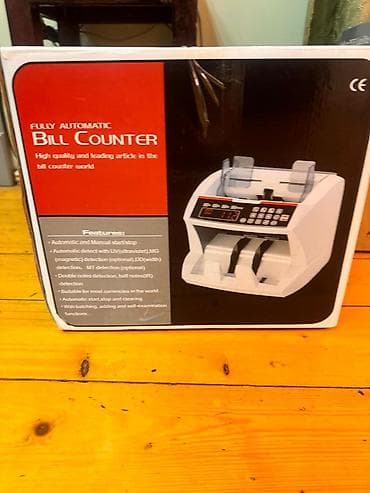 CE
FULLY AUTOMATIC
BILL COUNTER
High quality and leading article in the
bill counter world
Features:
• Automatic and Manual start/stop
• Automatic detect with UV(ultraviolet),MG
(magnetic) detection (optional),DD(width)
detection, MT detection (optional)
• Double notes detection, half notes(IR)
detection
• Suitable for most currencies in the world
• Automatic start,stop and clearing
• With batching, adding and self-examination
functions